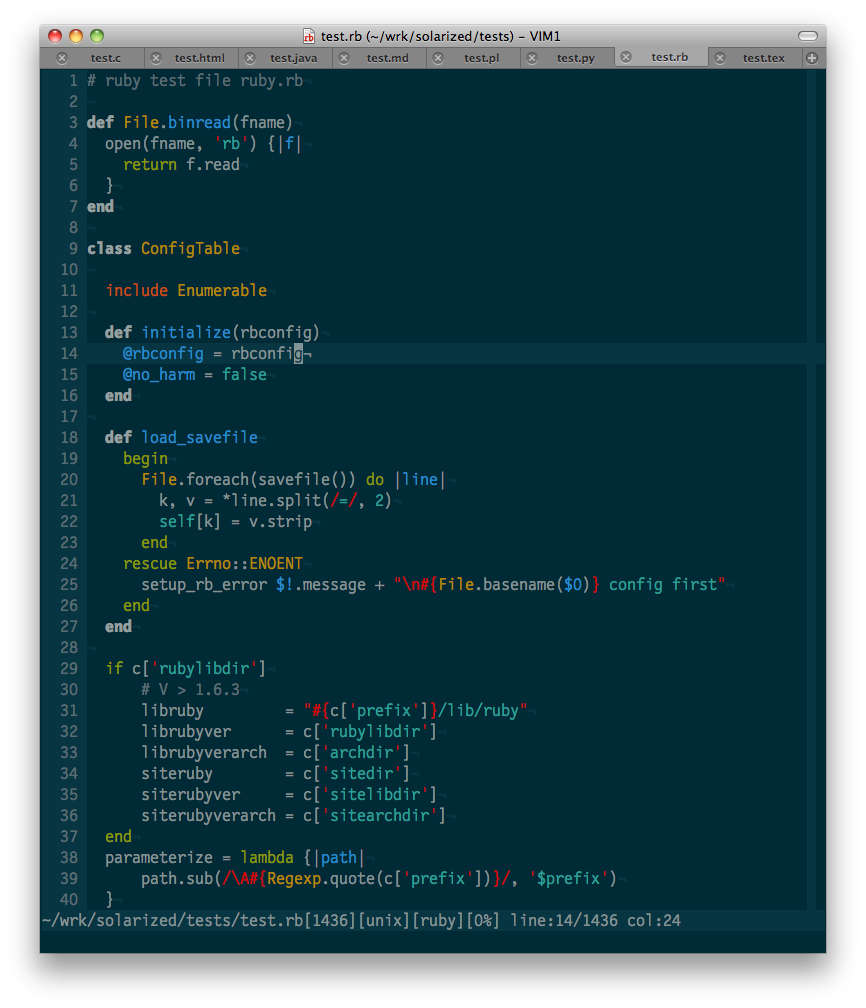 test.rb (~/wrk/solarized/tests) – VIM1
test.c test.html test.java test.md test.pl test.py test.rb test.tex
1 # ruby test file ruby.rb¬
2 ¬
3 def File.binread(fname)¬
4   open(fname, 'rb') {|f|¬
5     return f.read¬
6   }¬
7 end¬
8 ¬
9 class ConfigTable¬
10 ¬
11   include Enumerable¬
12 ¬
13   def initialize(rbconfig)¬
14     @rbconfig = rbconfig¬
15     @no_harm = false¬
16   end¬
17 ¬
18   def load_savefile¬
19     begin¬
20       File.foreach(savefile()) do |line|¬
21         k, v = *line.split(/=/, 2)¬
22         self[k] = v.strip¬
23       end¬
24     rescue Errno::ENOENT¬
25       setup_rb_error $!.message + "\n#{File.basename($0)} config first"¬
26     end¬
27   end¬
28 ¬
29   if c['rubylibdir']¬
30       # V > 1.6.3¬
31       libruby         = "#{c['prefix']}/lib/ruby"¬
32       librubyver      = c['rubylibdir']¬
33       librubyverarch  = c['archdir']¬
34       siteruby        = c['sitedir']¬
35       siterubyver     = c['sitelibdir']¬
36       siterubyverarch = c['sitearchdir']¬
37   end¬
38   parameterize = lambda {|path|¬
39       path.sub(/\A#{Regexp.quote(c['prefix'])}/, '$prefix')¬
40   }¬
~/wrk/solarized/tests/test.rb[1436][unix][ruby][0%] line:14/1436 col:24